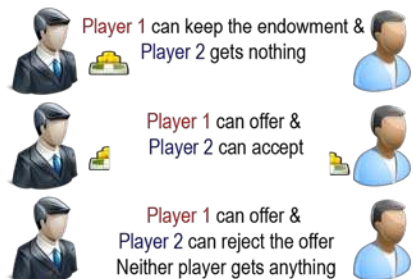 Player 1 can keep the endowment &
Player 2 gets nothing
Player 1 can offer &
Player 2 can accept
Player 1 can offer &
Player 2 can reject the offer
Neither player gets anything